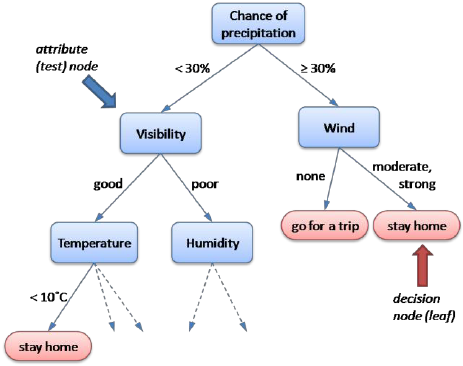 Chance of
precipitation
attribute
(test) node
< 30%
≥ 30%
Visibility
Wind
good
poor
none
moderate,
strong
Temperature
Humidity
go for a trip
stay home
< 10˚C
decision
node (leaf)
stay home